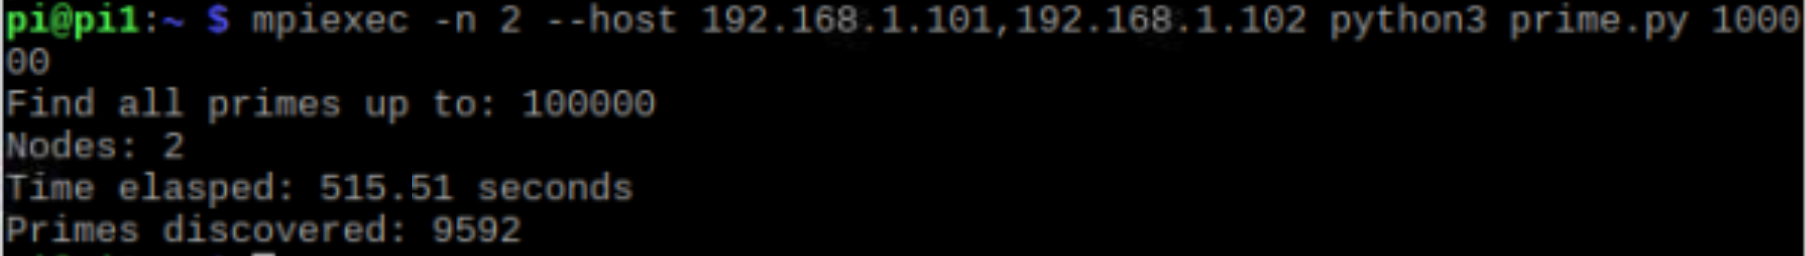 pi@pi1:~ $ mpiexec -n 2 --host 192.168.1.101,192.168.1.102 python3 prime.py 1000
00
Find all primes up to: 100000
Nodes: 2
Time elasped: 515.51 seconds
Primes discovered: 9592